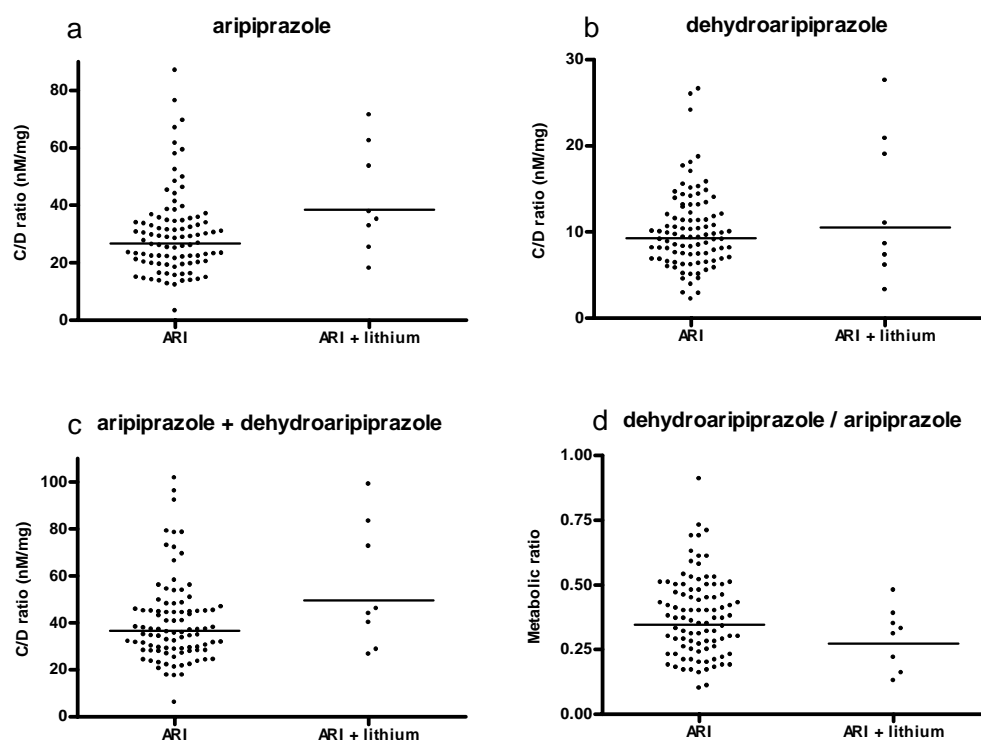 a aripiprazole
80
60
40
20
0
C/D ratio (nM/mg)
ARI ARI + lithium
b dehydroaripiprazole
30
20
10
0
C/D ratio (nM/mg)
ARI ARI + lithium
c aripiprazole + dehydroaripiprazole
100
80
60
40
20
0
C/D ratio (nM/mg)
ARI ARI + lithium
d dehydroaripiprazole / aripiprazole
1.00
0.75
0.50
0.25
0.00
Metabolic ratio
ARI ARI + lithium